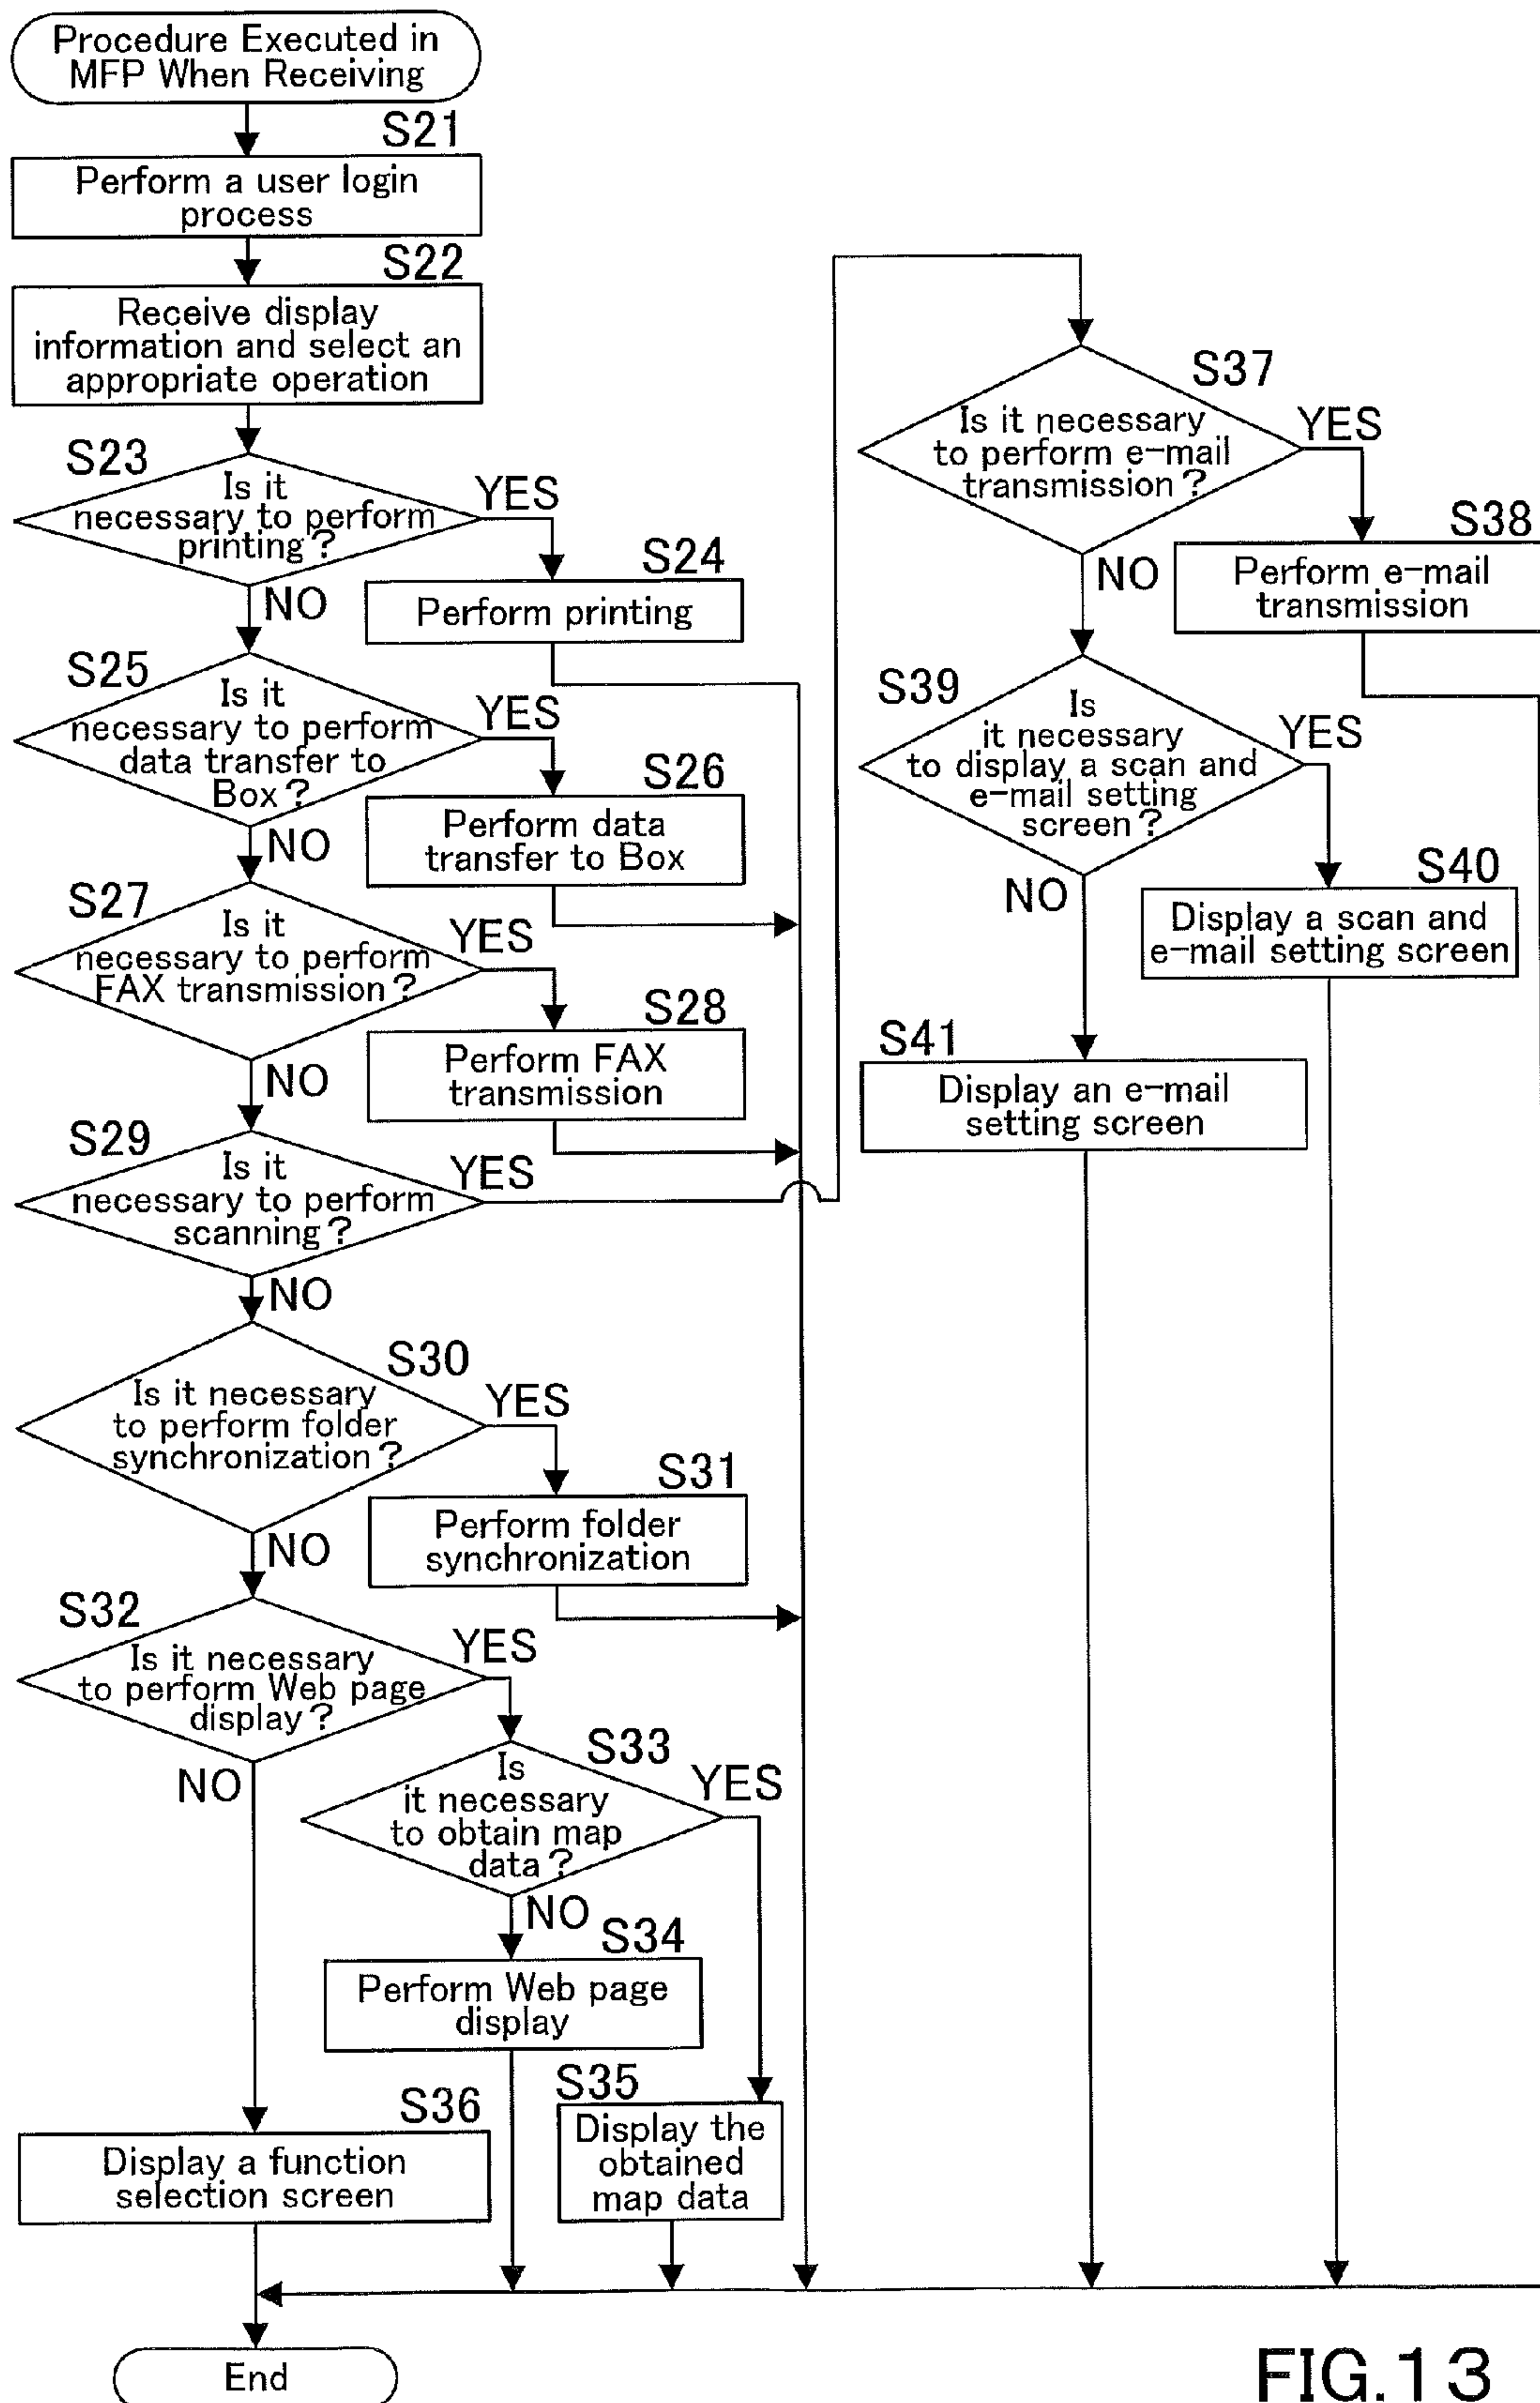 Procedure Executed in
MFP When Receiving
S21
Perform a user login
process
S22
Receive display
information and select an
appropriate operation
S23
Is it
necessary to perform
printing?
YES
NO
S24
Perform printing
S25
Is it
necessary to perform
data transfer to
Box?
YES
NO
S26
Perform data
transfer to Box
S27
Is it
necessary to perform
FAX transmission?
YES
NO
S28
Perform FAX
transmission
S29
Is it
necessary to perform
scanning?
YES
NO
S30
Is it necessary
to perform folder
synchronization?
YES
NO
S31
Perform folder
synchronization
S32
Is it necessary
to perform Web page
display?
YES
NO
S33
Is
it necessary
to obtain map
data?
YES
NO
S34
Perform Web page
display
S35
Display the
obtained
map data
S36
Display a function
selection screen
End
S37
Is it necessary
to perform e-mail
transmission?
YES
NO
S38
Perform e-mail
transmission
S39
Is
it necessary
to display a scan and
e-mail setting
screen?
YES
NO
S40
Display a scan and
e-mail setting screen
S41
Display an e-mail
setting screen
FIG.13